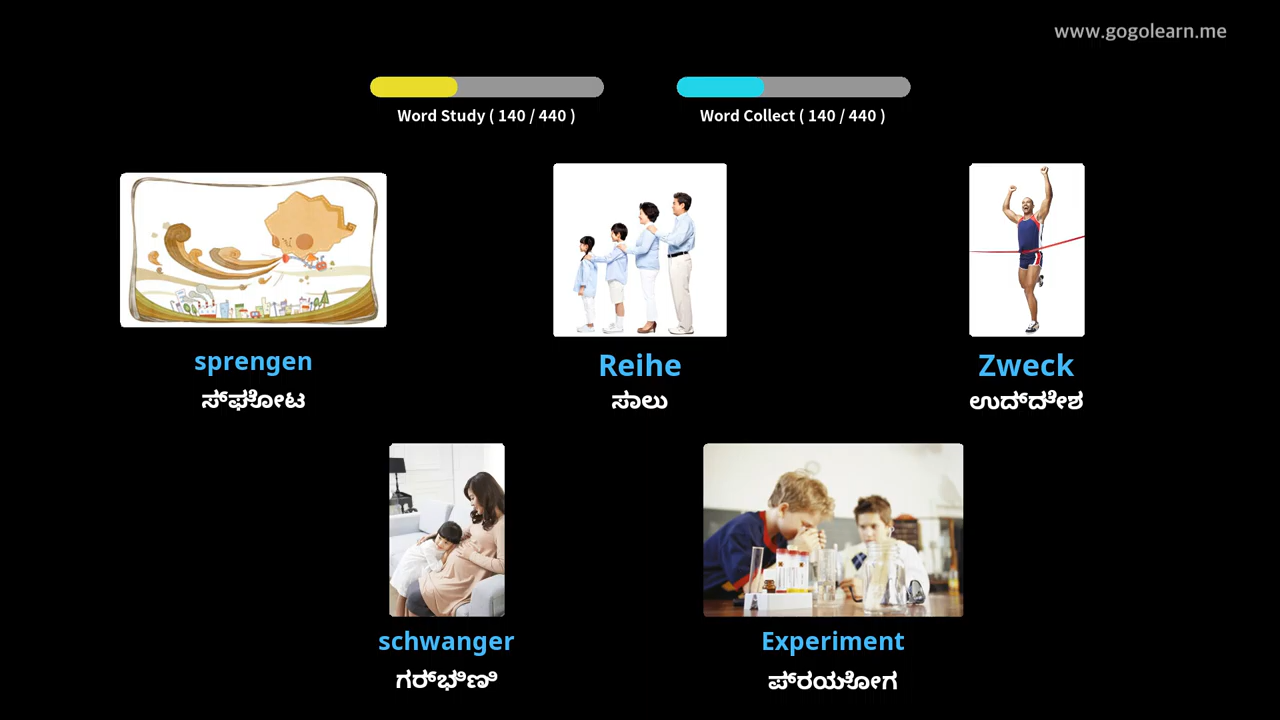 www.gogolearn.me
Word Study ( 140 / 440 )
Word Collect ( 140 / 440 )
sprengen
ಸ್ಫೋಟ
Reihe
ಸಾಲು
Zweck
ಉದ್ದೇಶ
schwanger
ಗರ್ಭಿಣಿ
Experiment
ಪ್ರಯೋಗ